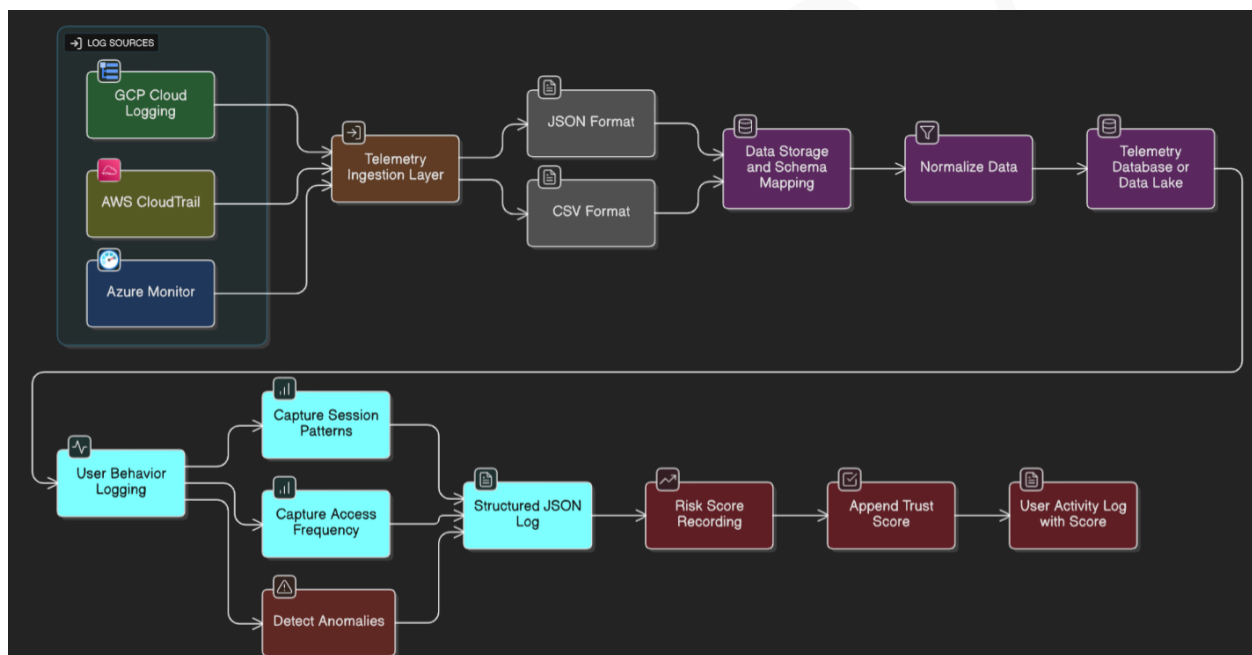 LOG SOURCES
GCP Cloud
Logging
AWS CloudTrail
Azure Monitor
Telemetry
Ingestion Layer
JSON Format
CSV Format
Data Storage
and Schema
Mapping
Normalize Data
Telemetry
Database or
Data Lake
User Behavior
Logging
Capture Session
Patterns
Capture Access
Frequency
Detect Anomalies
Structured JSON
Log
Risk Score
Recording
Append Trust
Score
User Activity Log
with Score